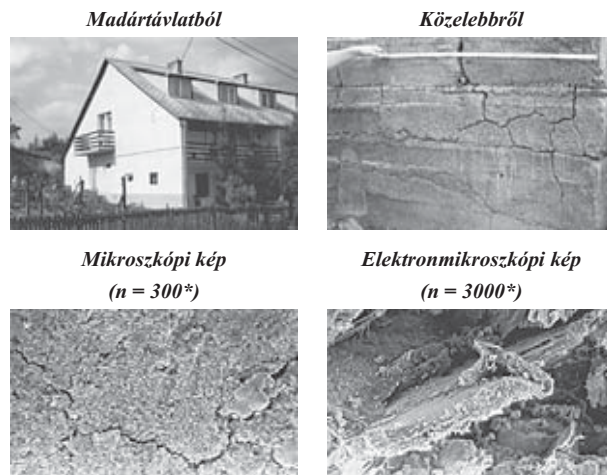 Madártávlatból
Közelebbről
Mikroszkópi kép
(n = 300*)
Elektronmikroszkópi kép
(n = 3000*)